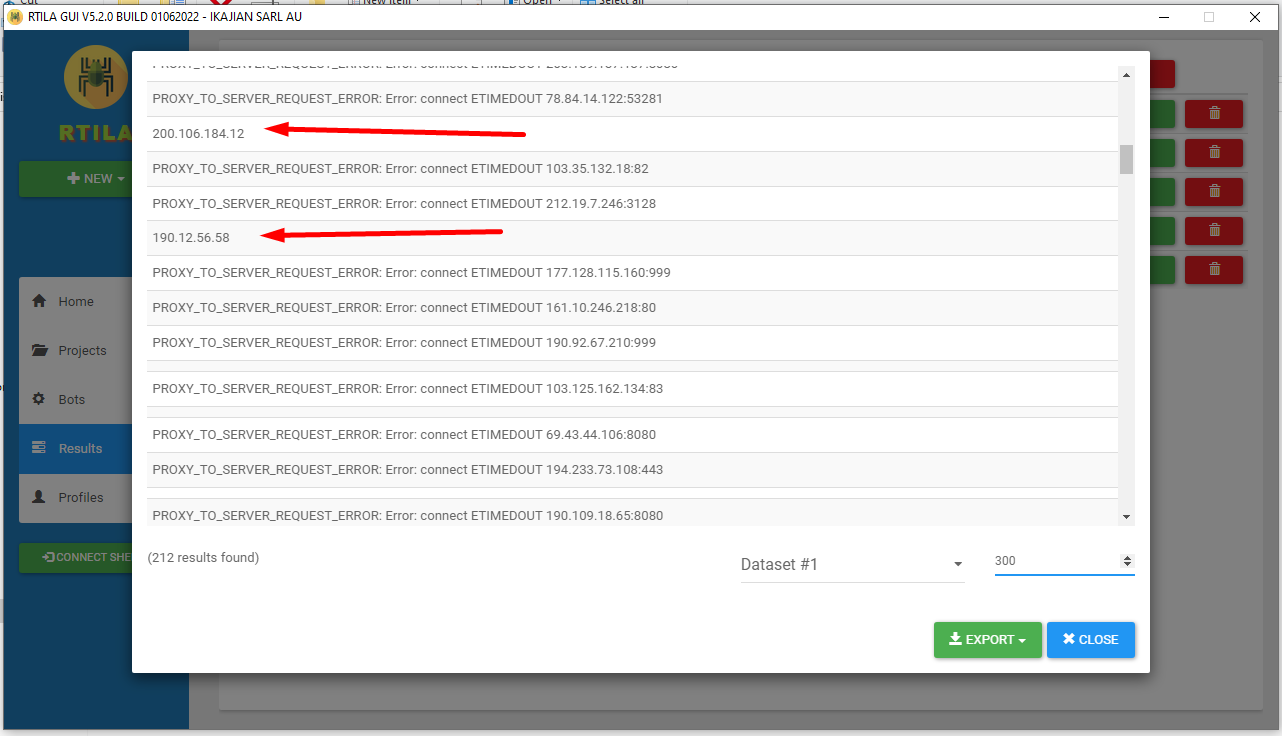 Cut
New item
Open
Select all
RTILA GUI V5.2.0 BUILD 01062022 - IKAJIAN SARL AU
RTILA
NEW
Home
Projects
Bots
Results
Profiles
CONNECT SHE
PROXY_TO_SERVER_REQUEST_ERROR: Error: connect ETIMEDOUT
PROXY_TO_SERVER_REQUEST_ERROR: Error: connect ETIMEDOUT 78.84.14.122:53281
200.106.184.12
PROXY_TO_SERVER_REQUEST_ERROR: Error: connect ETIMEDOUT 103.35.132.18:82
PROXY_TO_SERVER_REQUEST_ERROR: Error: connect ETIMEDOUT 212.19.7.246:3128
190.12.56.58
PROXY_TO_SERVER_REQUEST_ERROR: Error: connect ETIMEDOUT 177.128.115.160:999
PROXY_TO_SERVER_REQUEST_ERROR: Error: connect ETIMEDOUT 161.10.246.218:80
PROXY_TO_SERVER_REQUEST_ERROR: Error: connect ETIMEDOUT 190.92.67.210:999
PROXY_TO_SERVER_REQUEST_ERROR: Error: connect ETIMEDOUT 103.125.162.134:83
PROXY_TO_SERVER_REQUEST_ERROR: Error: connect ETIMEDOUT 69.43.44.106:8080
PROXY_TO_SERVER_REQUEST_ERROR: Error: connect ETIMEDOUT 194.233.73.108:443
PROXY_TO_SERVER_REQUEST_ERROR: Error: connect ETIMEDOUT 190.109.18.65:8080
(212 results found)
Dataset #1
300
EXPORT
CLOSE